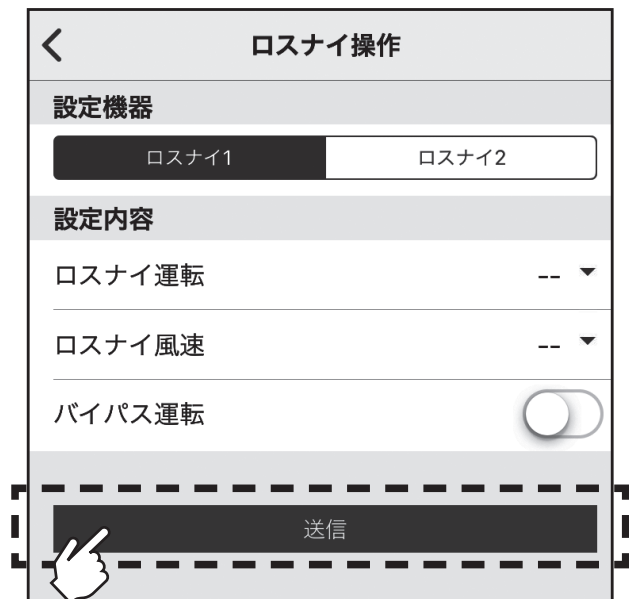 ロスナイ操作
設定機器
ロスナイ1 ロスナイ2
設定内容
ロスナイ運転 --
ロスナイ風速 --
バイパス運転
送信